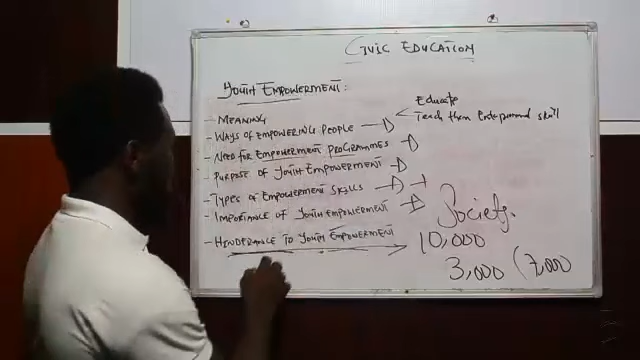 CIVIC EDUCATION
YOUTH EMPOWERMENT:
- MEANING
- WAYS OF EMPOWERING PEOPLE
Educate
Teach them skill
- NEED FOR EMPOWERMENT PROGRAMMES
- PURPOSE OF YOUTH EMPOWERMENT
- TYPES OF EMPOWERMENT SKILLS
- IMPORTANCE OF YOUTH EMPOWERMENT
- HINDERANCE TO YOUTH EMPOWERMENT
Society.
10,000
3,000 (7,000